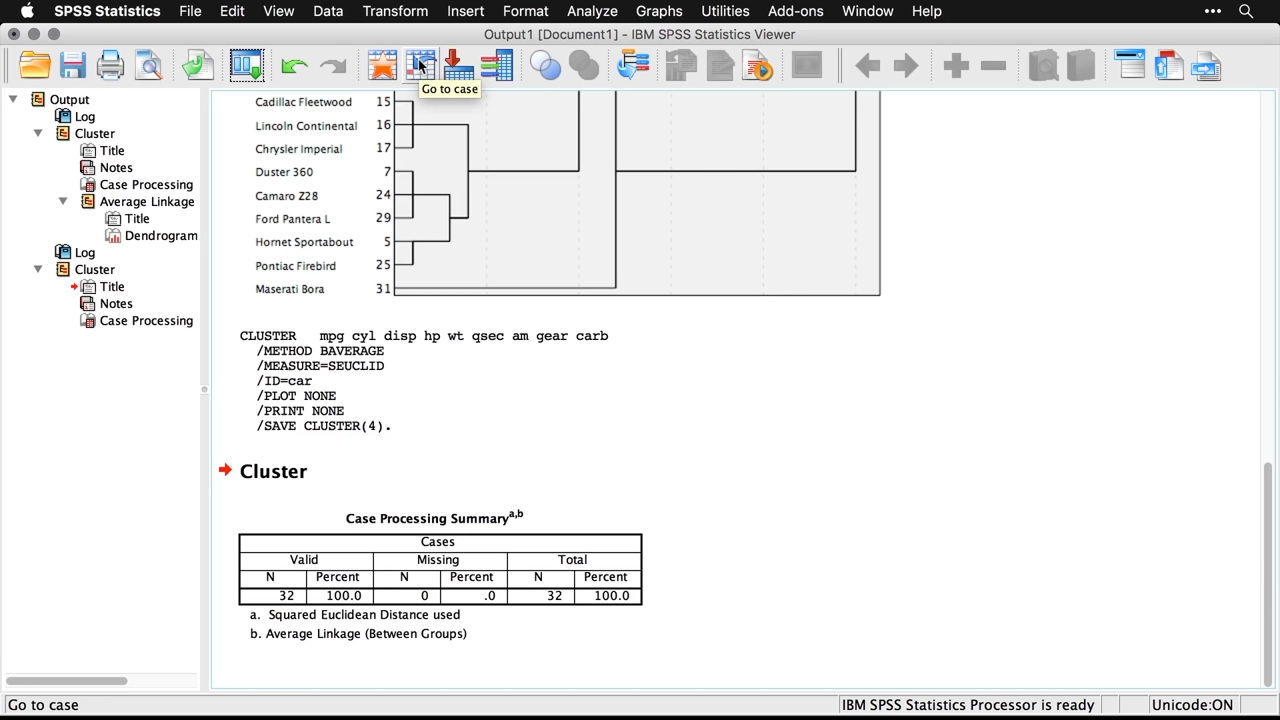 SPSS Statistics File Edit View Data Transform Insert Format Analyze Graphs Utilities Add-ons Window Help
Output1 [Document1] - IBM SPSS Statistics Viewer
Go to case
Output
Log
Cluster
Title
Notes
Case Processing
Average Linkage
Title
Dendrogram
Log
Cluster
Title
Notes
Case Processing
Cadillac Fleetwood 15
Lincoln Continental 16
Chrysler Imperial 17
Duster 360 7
Camaro Z28 24
Ford Pantera L 29
Hornet Sportabout 5
Pontiac Firebird 25
Maserati Bora 31
CLUSTER mpg cyl disp hp wt qsec am gear carb
/METHOD BAVERAGE
/MEASURE=SEUCLID
/ID=car
/PLOT NONE
/PRINT NONE
/SAVE CLUSTER(4).
Cluster
Case Processing Summarya,b
Cases
Valid Missing Total
N Percent N Percent N Percent
32 100.0 0 .0 32 100.0
a. Squared Euclidean Distance used
b. Average Linkage (Between Groups)
Go to case IBM SPSS Statistics Processor is ready Unicode:ON